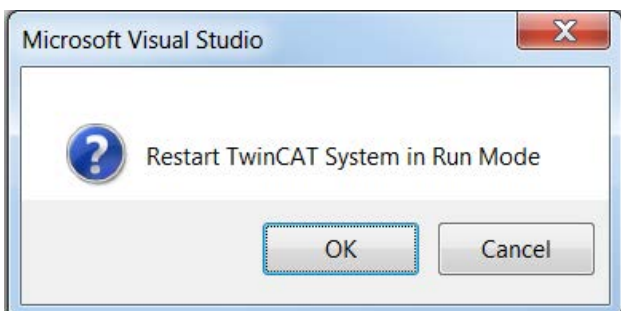 Microsoft Visual Studio
Restart TwinCAT System in Run Mode
OK
Cancel